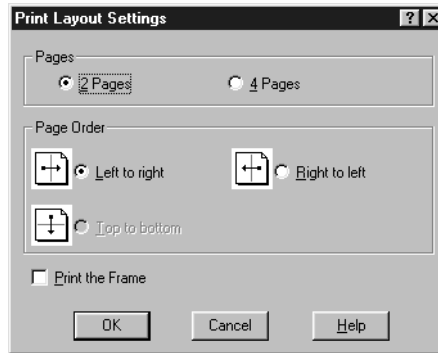 Print Layout Settings
Pages
2 Pages 4 Pages
Page Order
Left to right Right to left
Top to bottom
Print the Frame
OK Cancel Help